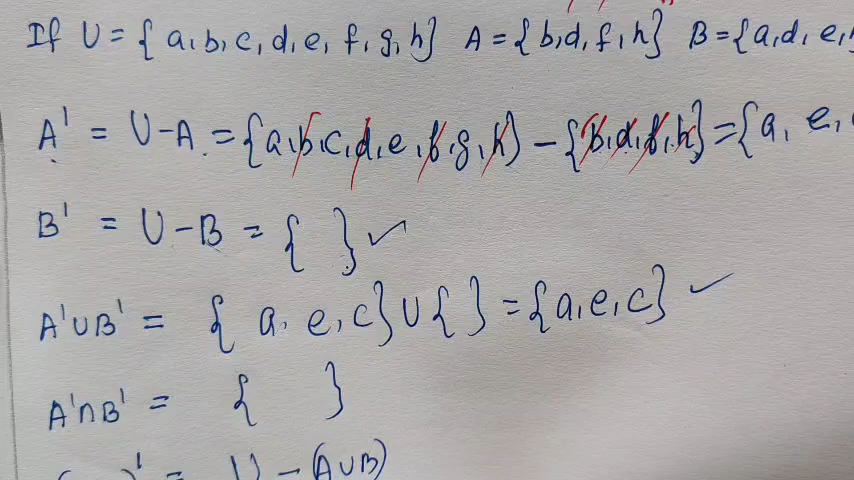 If U = { a, b, c, d, e, f, g, h} A = {b, d, f, h} B = {a, d, e,
A' = U - A = {a, b, c, d, e, f, g, h} - {b, d, f, h} = {a, e,
B' = U - B = { } ✓
A'∪B' = { a, e, c} ∪ { } = {a, e, c} ✓
A'∩B' = { }
)' = U - (A∪B)